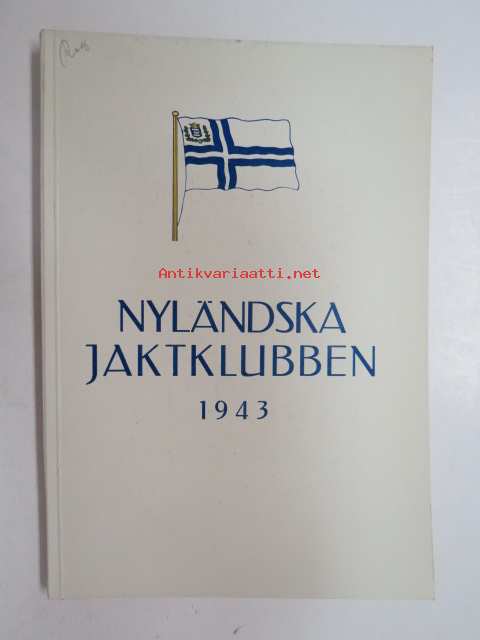 Antikvariaatti.net
NYLÄNDSKA
JAKTKLUBBEN
1943